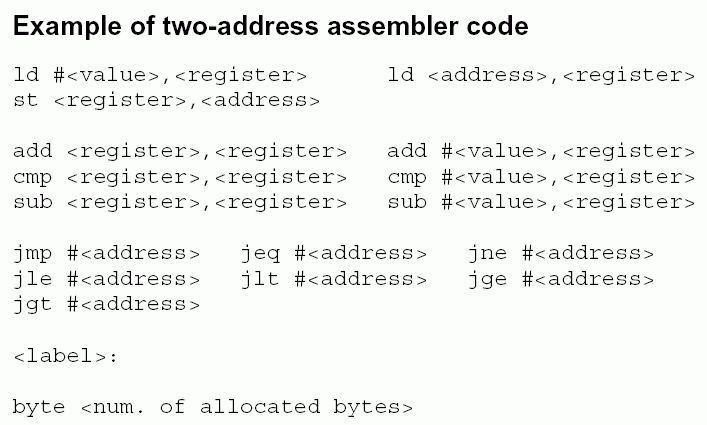 Example of two-address assembler code
ld #<value>,<register>      ld <address>,<register>
st <register>,<address>
add <register>,<register>   add #<value>,<register>
cmp <register>,<register>   cmp #<value>,<register>
sub <register>,<register>   sub #<value>,<register>
jmp #<address>   jeq #<address>   jne #<address>
jle #<address>   jlt #<address>   jge #<address>
jgt #<address>
<label>:
byte <num. of allocated bytes>